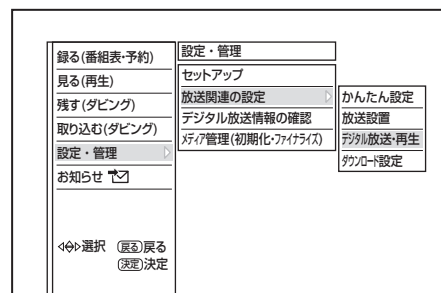 録る(番組表・予約)
見る(再生)
残す(ダビング)
取り込む(ダビング)
設定・管理
お知らせ
選択 戻る戻る
決定決定
設定・管理
セットアップ
放送関連の設定
デジタル放送情報の確認
メディア管理(初期化・ファイナライズ)
かんたん設定
放送設置
デジタル放送・再生
ダウンロード設定